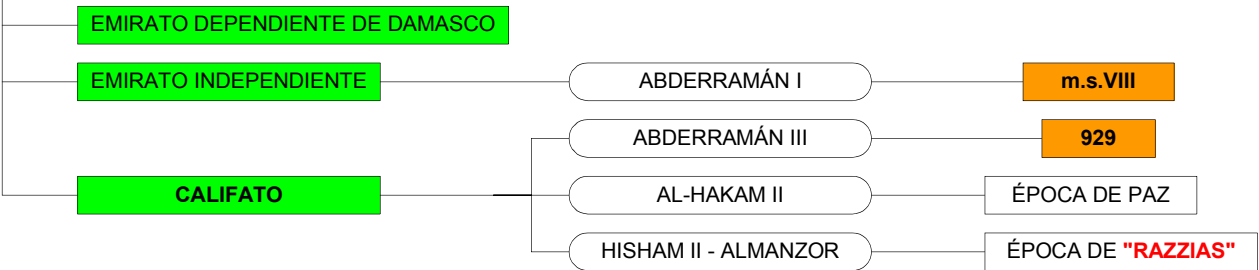 EMIRATO DEPENDIENTE DE DAMASCO
EMIRATO INDEPENDIENTE
ABDERRAMÁN I
m.s.VIII
ABDERRAMÁN III
929
CALIFATO
AL-HAKAM II
ÉPOCA DE PAZ
HISHAM II - ALMANZOR
ÉPOCA DE "RAZZIAS"